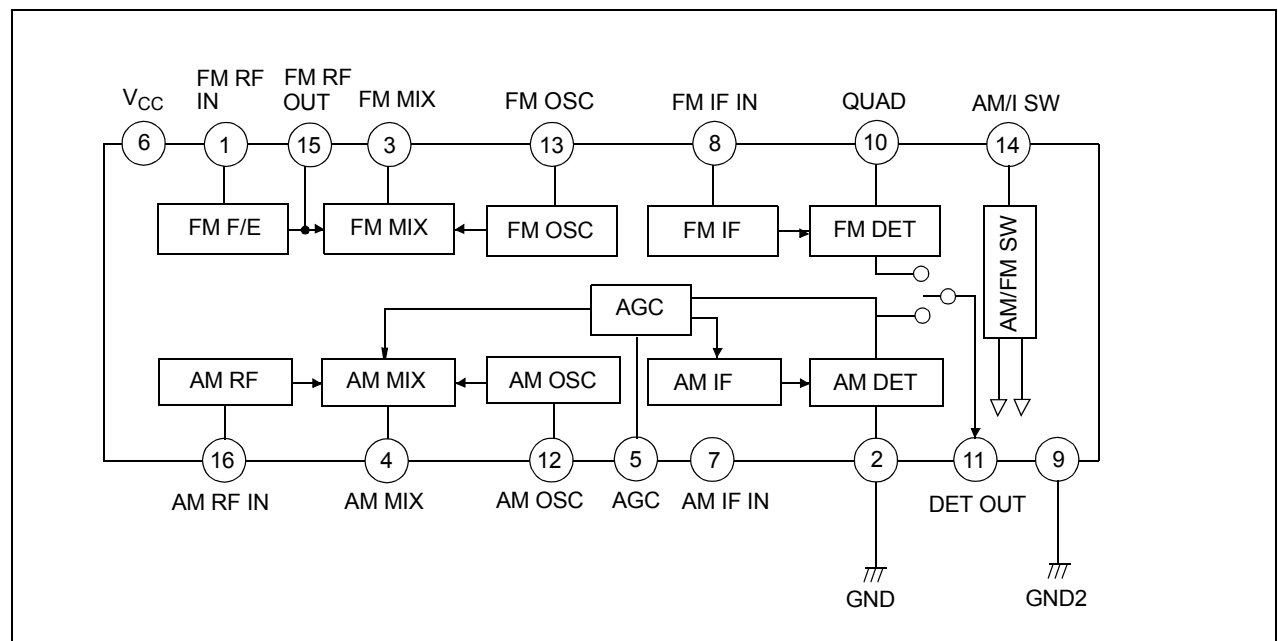 V_CC
FM RF IN
FM RF OUT
FM MIX
FM OSC
FM IF IN
QUAD
AM/I SW
6
1
15
3
13
8
10
14
FM F/E
FM MIX
FM OSC
FM IF
FM DET
AM/FM SW
AGC
AM RF
AM MIX
AM OSC
AM IF
AM DET
16
4
12
5
7
2
11
9
AM RF IN
AM MIX
AM OSC
AGC
AM IF IN
DET OUT
GND
GND2